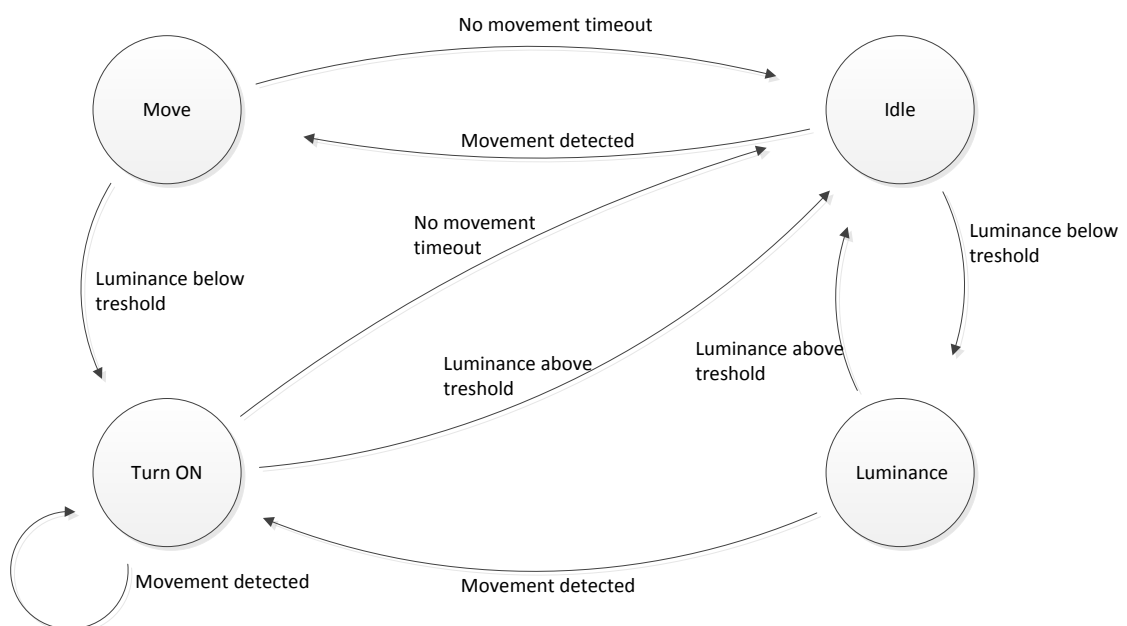 No movement timeout
Move
Idle
Movement detected
No movement
timeout
Luminance below
treshold
Luminance below
treshold
Luminance above
treshold
Luminance above
treshold
Turn ON
Luminance
Movement detected
Movement detected